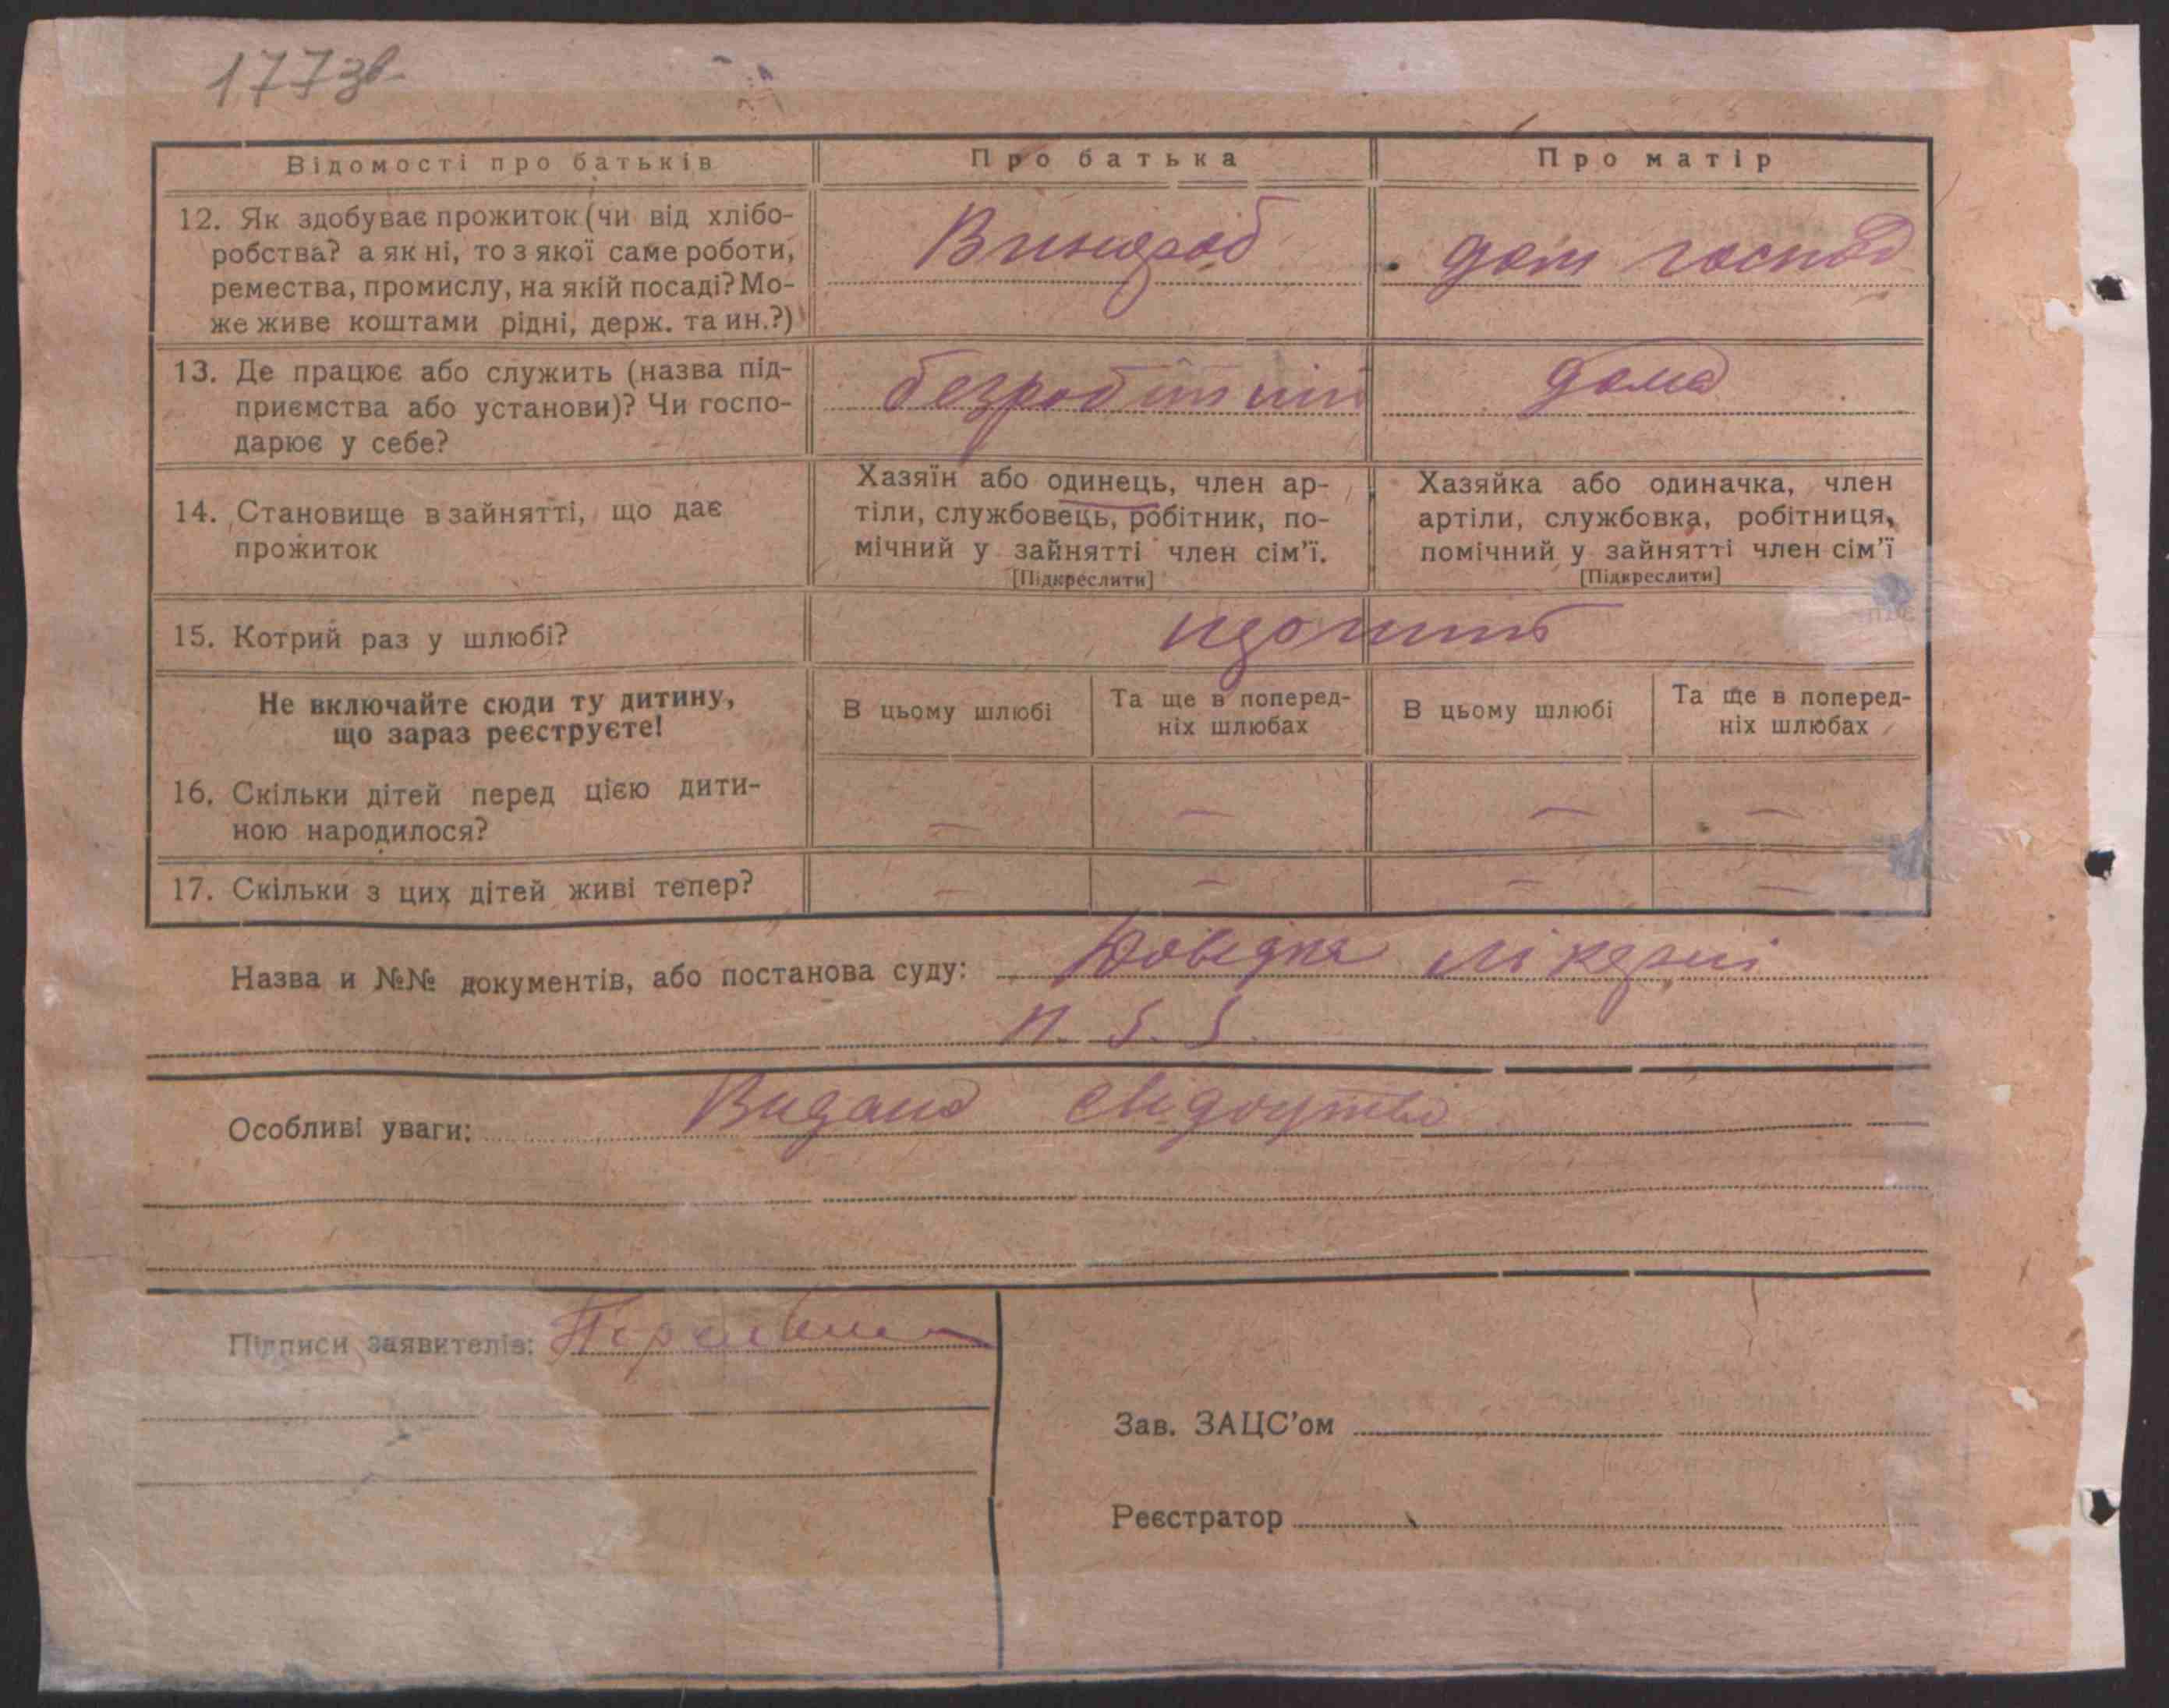 177зв
Відомості про батьків
Про батька
Про матір
12. Як здобуває прожиток (чи від хлібо-
робства? а як ні, то з якої саме роботи,
ремества, промислу, на якій посаді? Мо-
же живе коштами рідні, держ. та ин.?)
Винороб
дом господ
13. Де працює або служить (назва під-
приємства або установи)? Чи госпо-
дарює у себе?
безробітний
дома
14. Становище в зайнятті, що дає
прожиток
Хазяїн або одинець, член ар-
тіли, службовець, робітник, по-
мічний у зайнятті член сім'ї.
[Підкреслити]
Хазяйка або одиначка, член
артіли, службовка, робітниця,
помічний у зайнятті член сім'ї
[Підкреслити]
15. Котрий раз у шлюбі?
Не включайте сюди ту дитину,
що зараз реєструєте!
В цьому шлюбі
Та ще в поперед-
ніх шлюбах
В цьому шлюбі
Та ще в поперед-
ніх шлюбах
16. Скільки дітей перед цією дити-
ною народилося?
— — — —
17. Скільки з цих дітей живі тепер?
— — — —
Назва и №№ документів, або постанова суду: Довідка лікарні
Особливі уваги: Видано свідоцтво
Підписи заявителів:
Зав. ЗАЦС'ом
Реєстратор